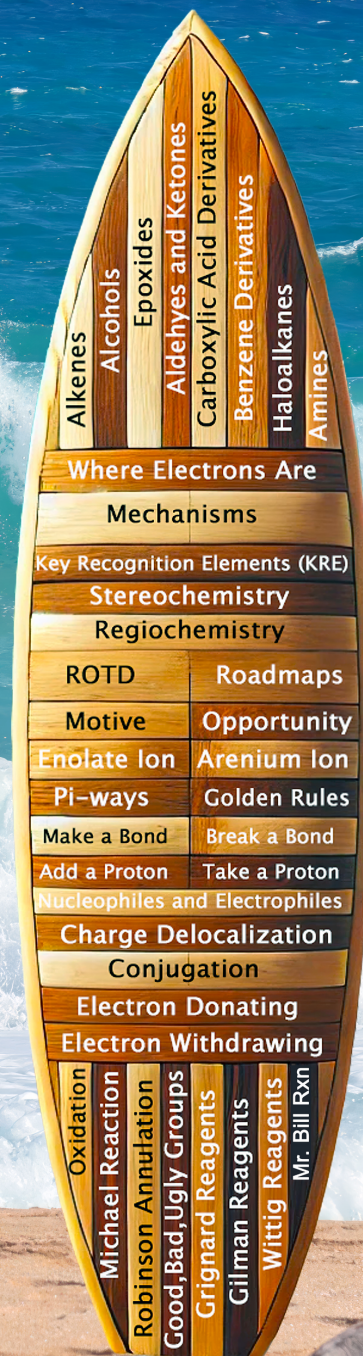 Alkenes
Alcohols
Epoxides
Aldehyes and Ketones
Carboxylic Acid Derivatives
Benzene Derivatives
Haloalkanes
Amines
Where Electrons Are
Mechanisms
Key Recognition Elements (KRE)
Stereochemistry
Regiochemistry
ROTD
Roadmaps
Motive
Opportunity
Enolate Ion
Arenium Ion
Pi-ways
Golden Rules
Make a Bond
Break a Bond
Add a Proton
Take a Proton
Nucleophiles and Electrophiles
Charge Delocalization
Conjugation
Electron Donating
Electron Withdrawing
Oxidation
Michael Reaction
Robinson Annulation
Good,Bad,Ugly Groups
Grignard Reagents
Gilman Reagents
Wittig Reagents
Mr. Bill Rxn